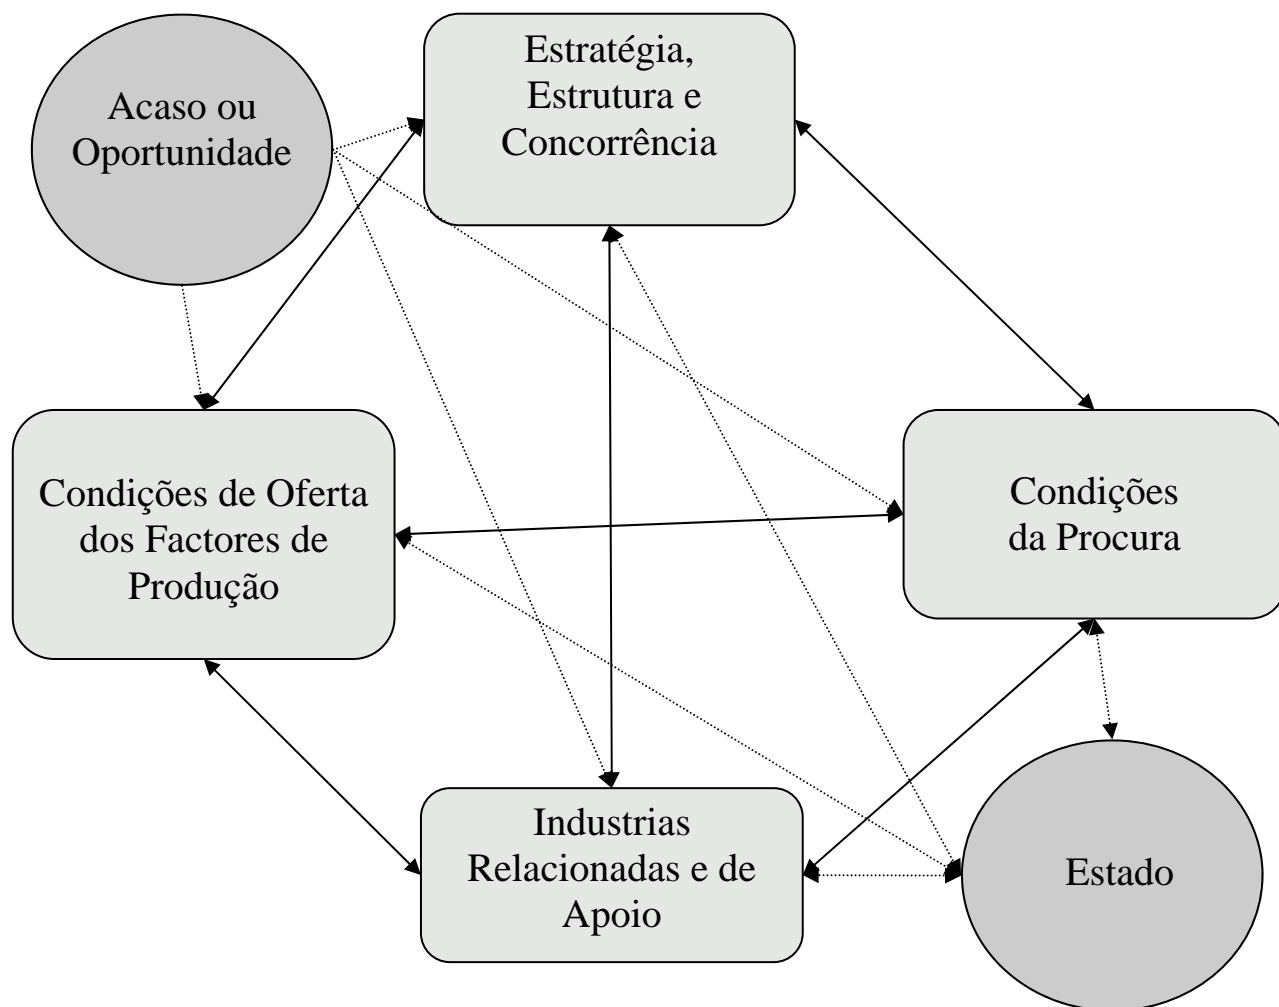 Acaso ou
Oportunidade
Estratégia,
Estrutura e
Concorrência
Condições de Oferta
dos Factores de
Produção
Condições
da Procura
Industrias
Relacionadas e de
Apoio
Estado